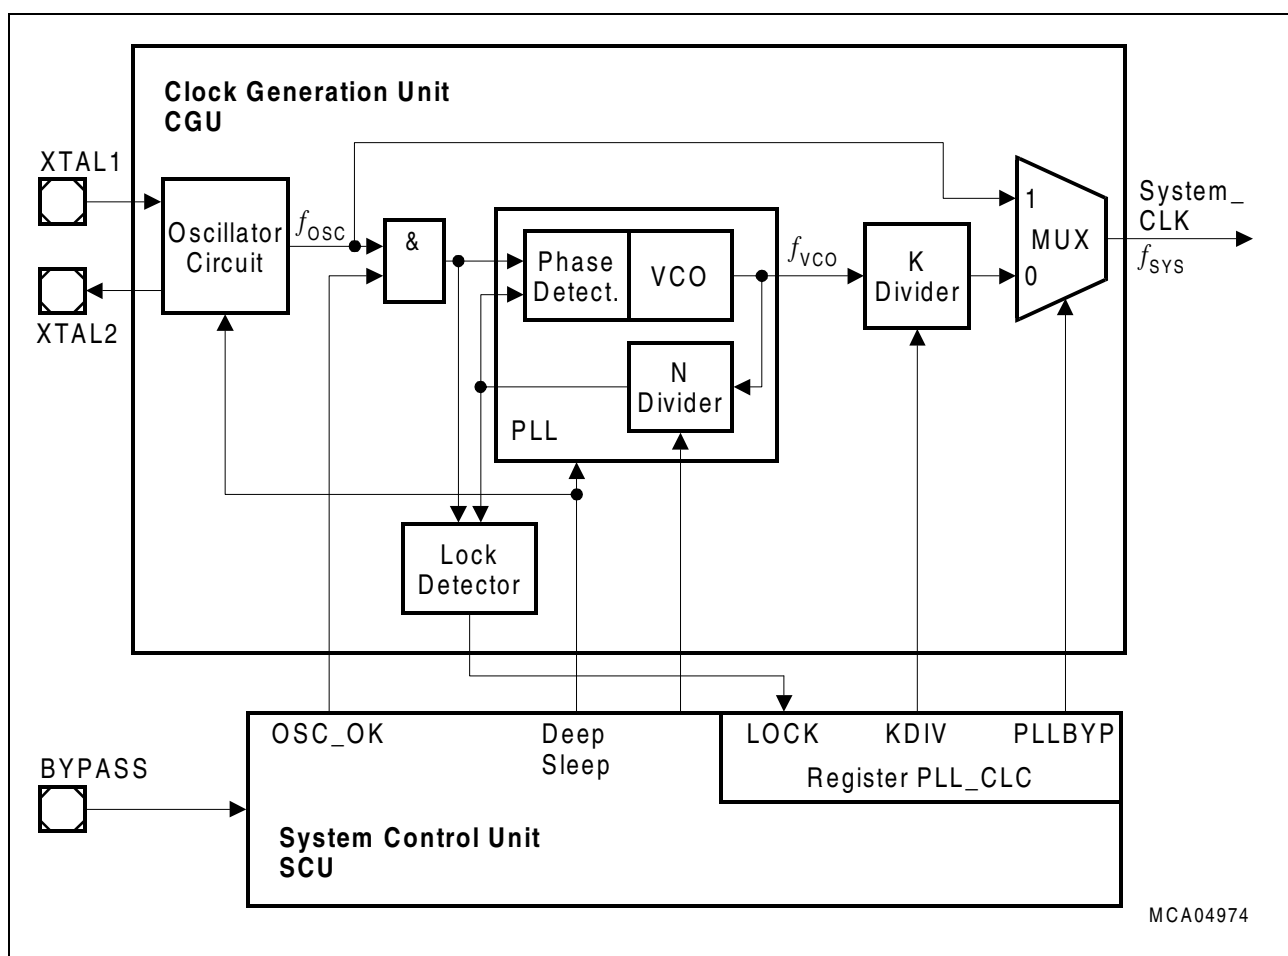 Clock Generation Unit
CGU
XTAL1
XTAL2
Oscillator
Circuit
fOSC
&
Phase
Detect.
VCO
N
Divider
PLL
fVCO
K
Divider
1
MUX
0
System_
CLK
fSYS
Lock
Detector
OSC_OK
Deep
Sleep
LOCK
KDIV
PLLBYP
Register PLL_CLC
BYPASS
System Control Unit
SCU
MCA04974